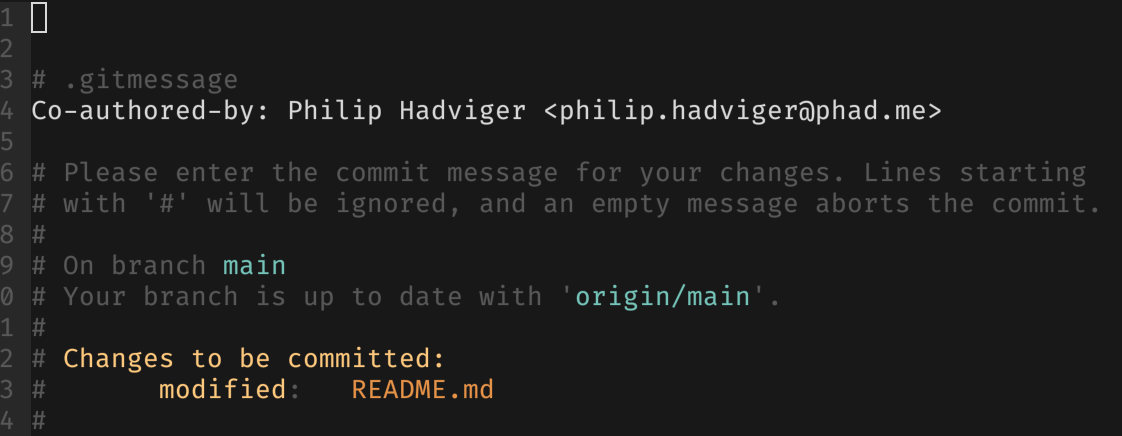 1
2
3 # .gitmessage
4 Co-authored-by: Philip Hadviger <philip.hadviger@phad.me>
5
6 # Please enter the commit message for your changes. Lines starting
7 # with '#' will be ignored, and an empty message aborts the commit.
8 #
9 # On branch main
0 # Your branch is up to date with 'origin/main'.
1 #
2 # Changes to be committed:
3 #       modified:   README.md
4 #